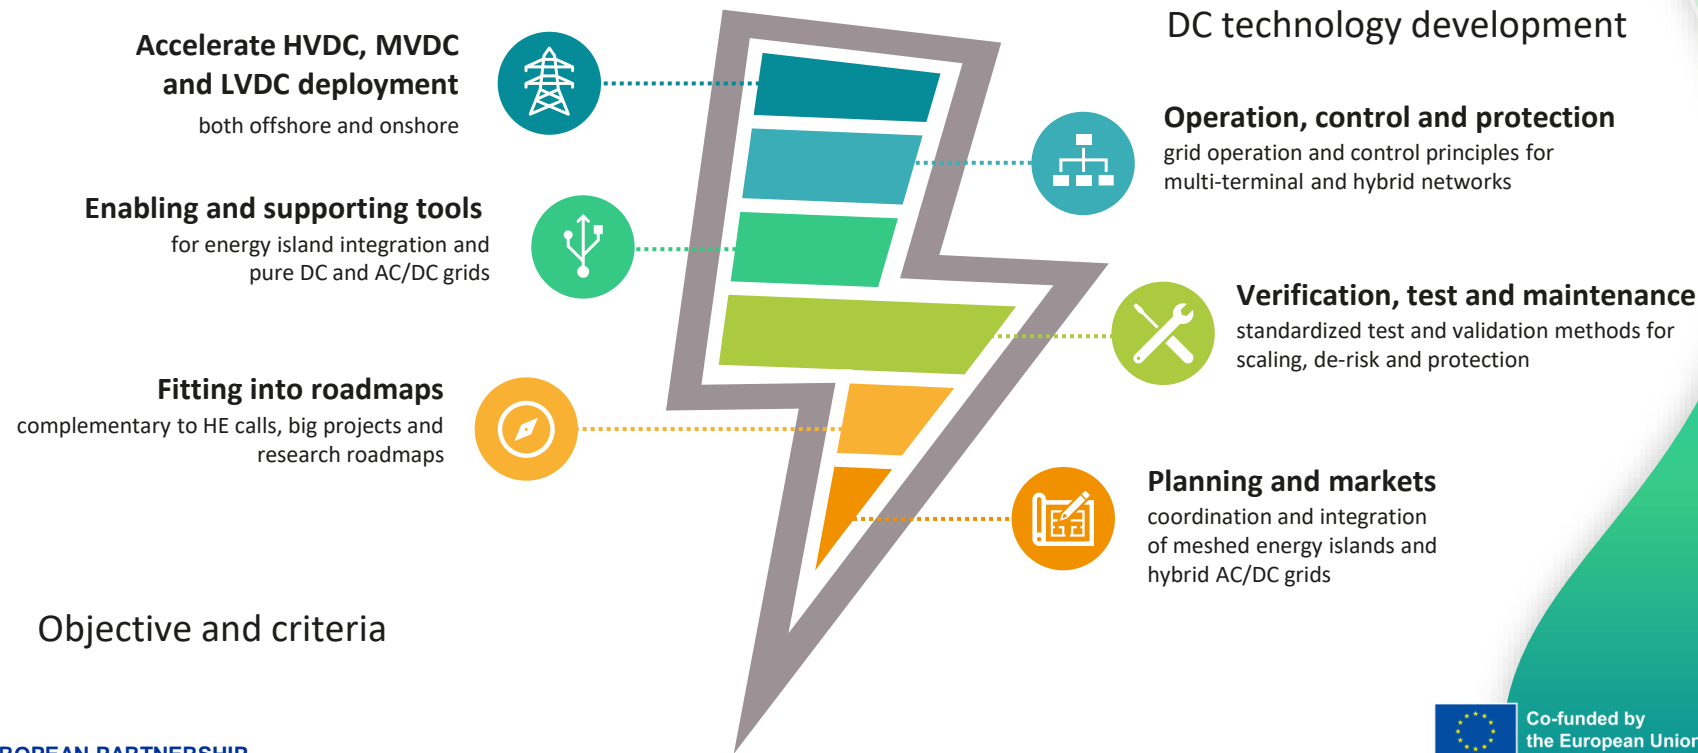 DC technology development
Accelerate HVDC, MVDC
and LVDC deployment
both offshore and onshore
Operation, control and protection
grid operation and control principles for
multi-terminal and hybrid networks
Enabling and supporting tools
for energy island integration and
pure DC and AC/DC grids
Verification, test and maintenance
standardized test and validation methods for
scaling, de-risk and protection
Fitting into roadmaps
complementary to HE calls, big projects and
research roadmaps
Planning and markets
coordination and integration
of meshed energy islands and
hybrid AC/DC grids
Objective and criteria
Co-funded by
the European Union
PARTNERSHIP